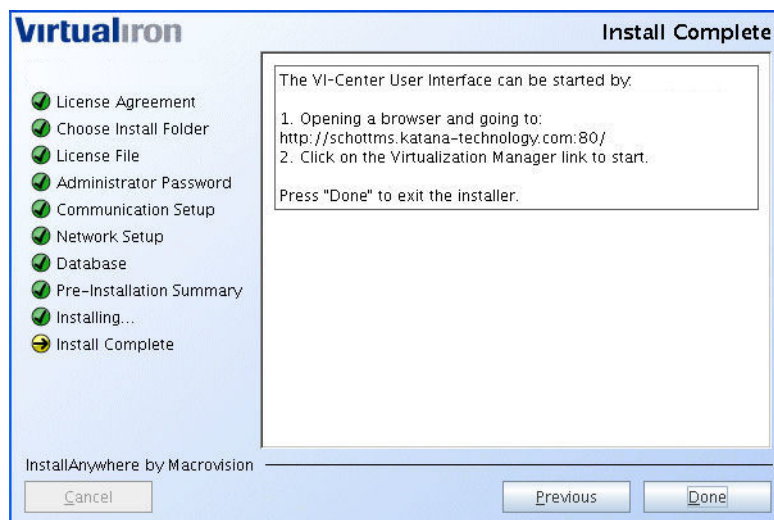 Virtualiron
Install Complete
License Agreement
Choose Install Folder
License File
Administrator Password
Communication Setup
Network Setup
Database
Pre-Installation Summary
Installing...
Install Complete
The VI-Center User Interface can be started by:
1. Opening a browser and going to:
http://schottms.katana-technology.com:80/
2. Click on the Virtualization Manager link to start.
Press "Done" to exit the installer.
InstallAnywhere by Macrovision
Cancel
Previous
Done